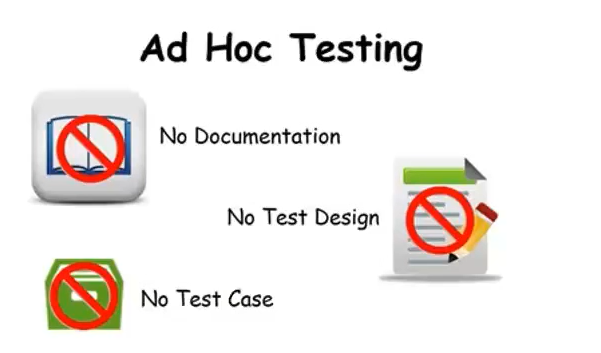 Ad Hoc Testing
No Documentation
No Test Design
No Test Case